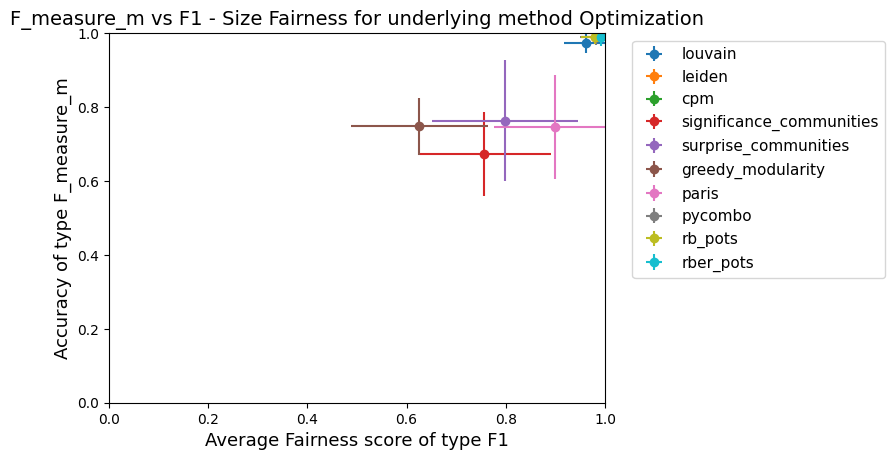 F_measure_m vs F1 - Size Fairness for underlying method Optimization
Accuracy of type F_measure_m
1.0
0.8
0.6
0.4
0.2
0.0
0.0 0.2 0.4 0.6 0.8 1.0
Average Fairness score of type F1
louvain
leiden
cpm
significance_communities
surprise_communities
greedy_modularity
paris
pycombo
rb_pots
rber_pots